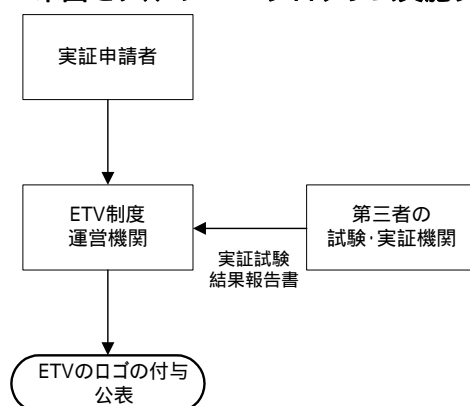 実証申請者
ETV制度
運営機関
第三者の
試験・実証機関
実証試験
結果報告書
ETVのロゴの付与
公表